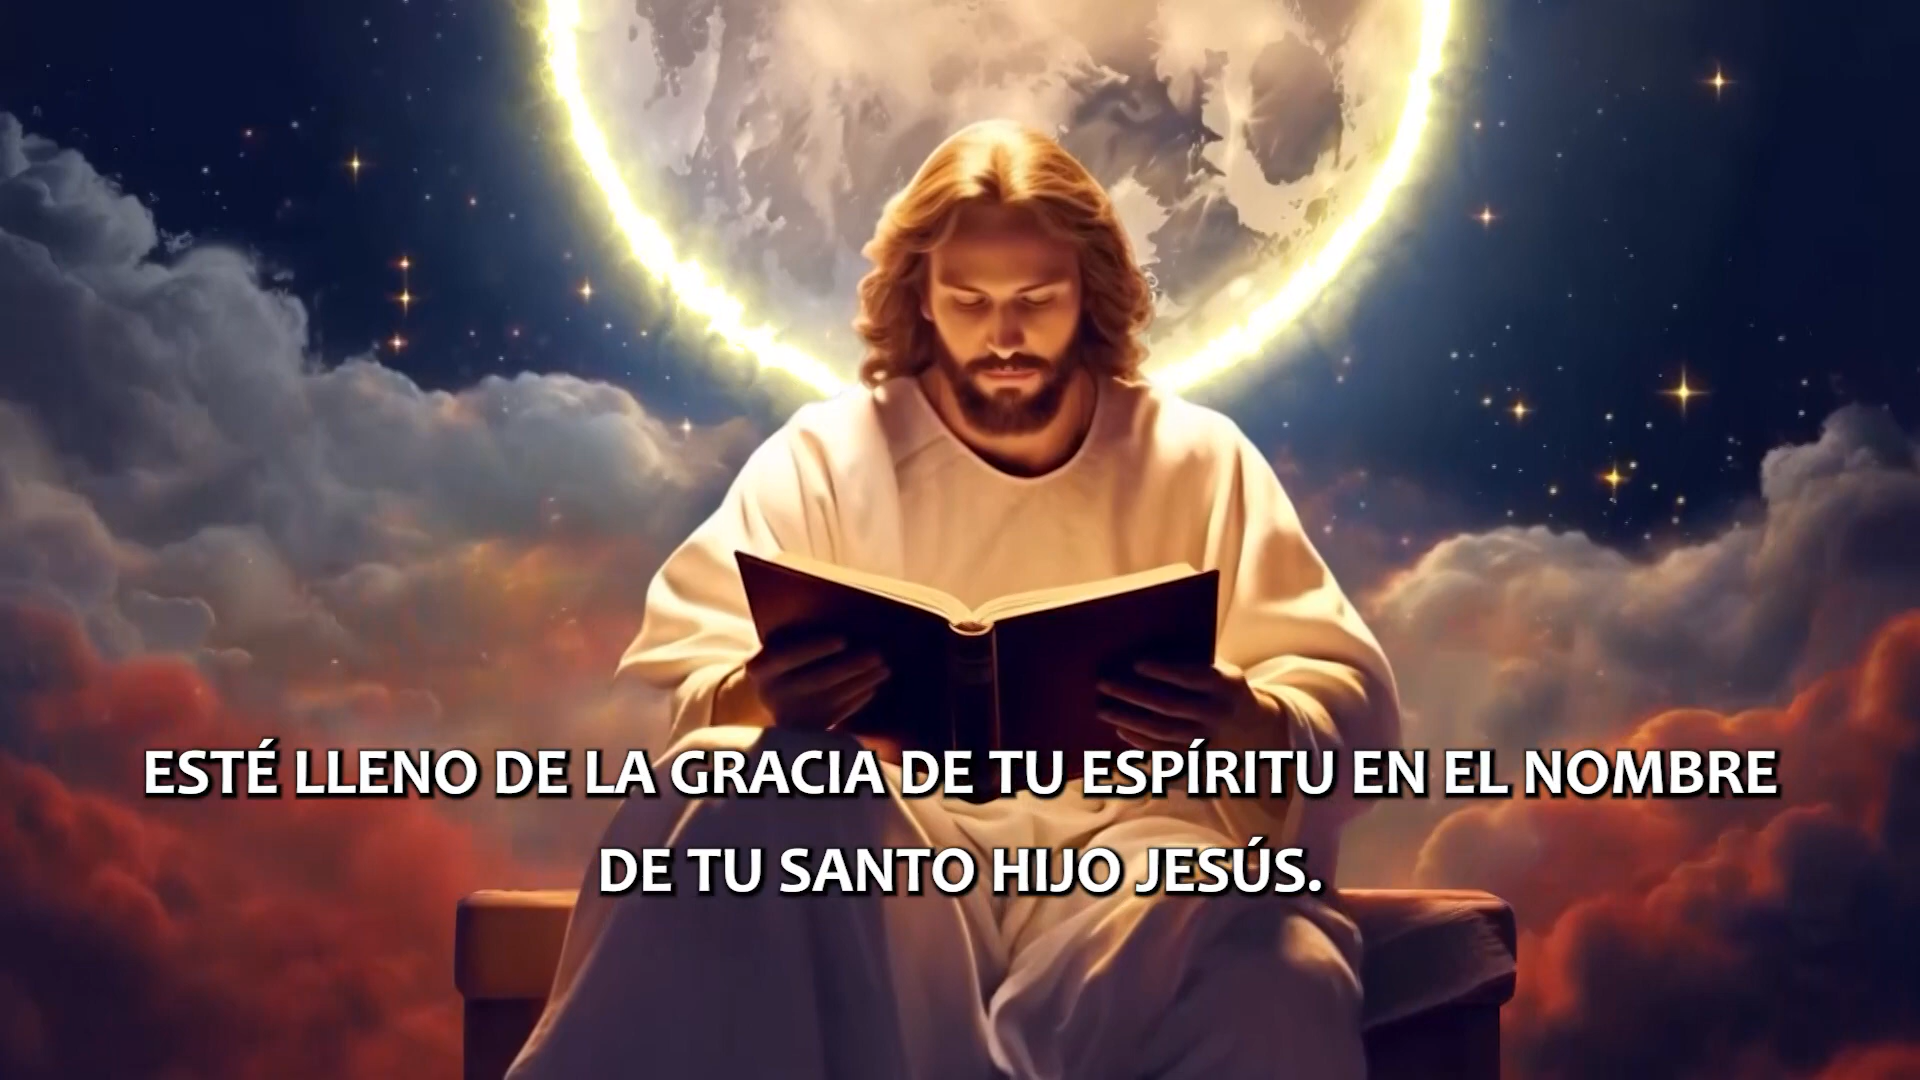 ESTÉ LLENO DE LA GRACIA DE TU ESPÍRITU EN EL NOMBRE
DE TU SANTO HIJO JESÚS.